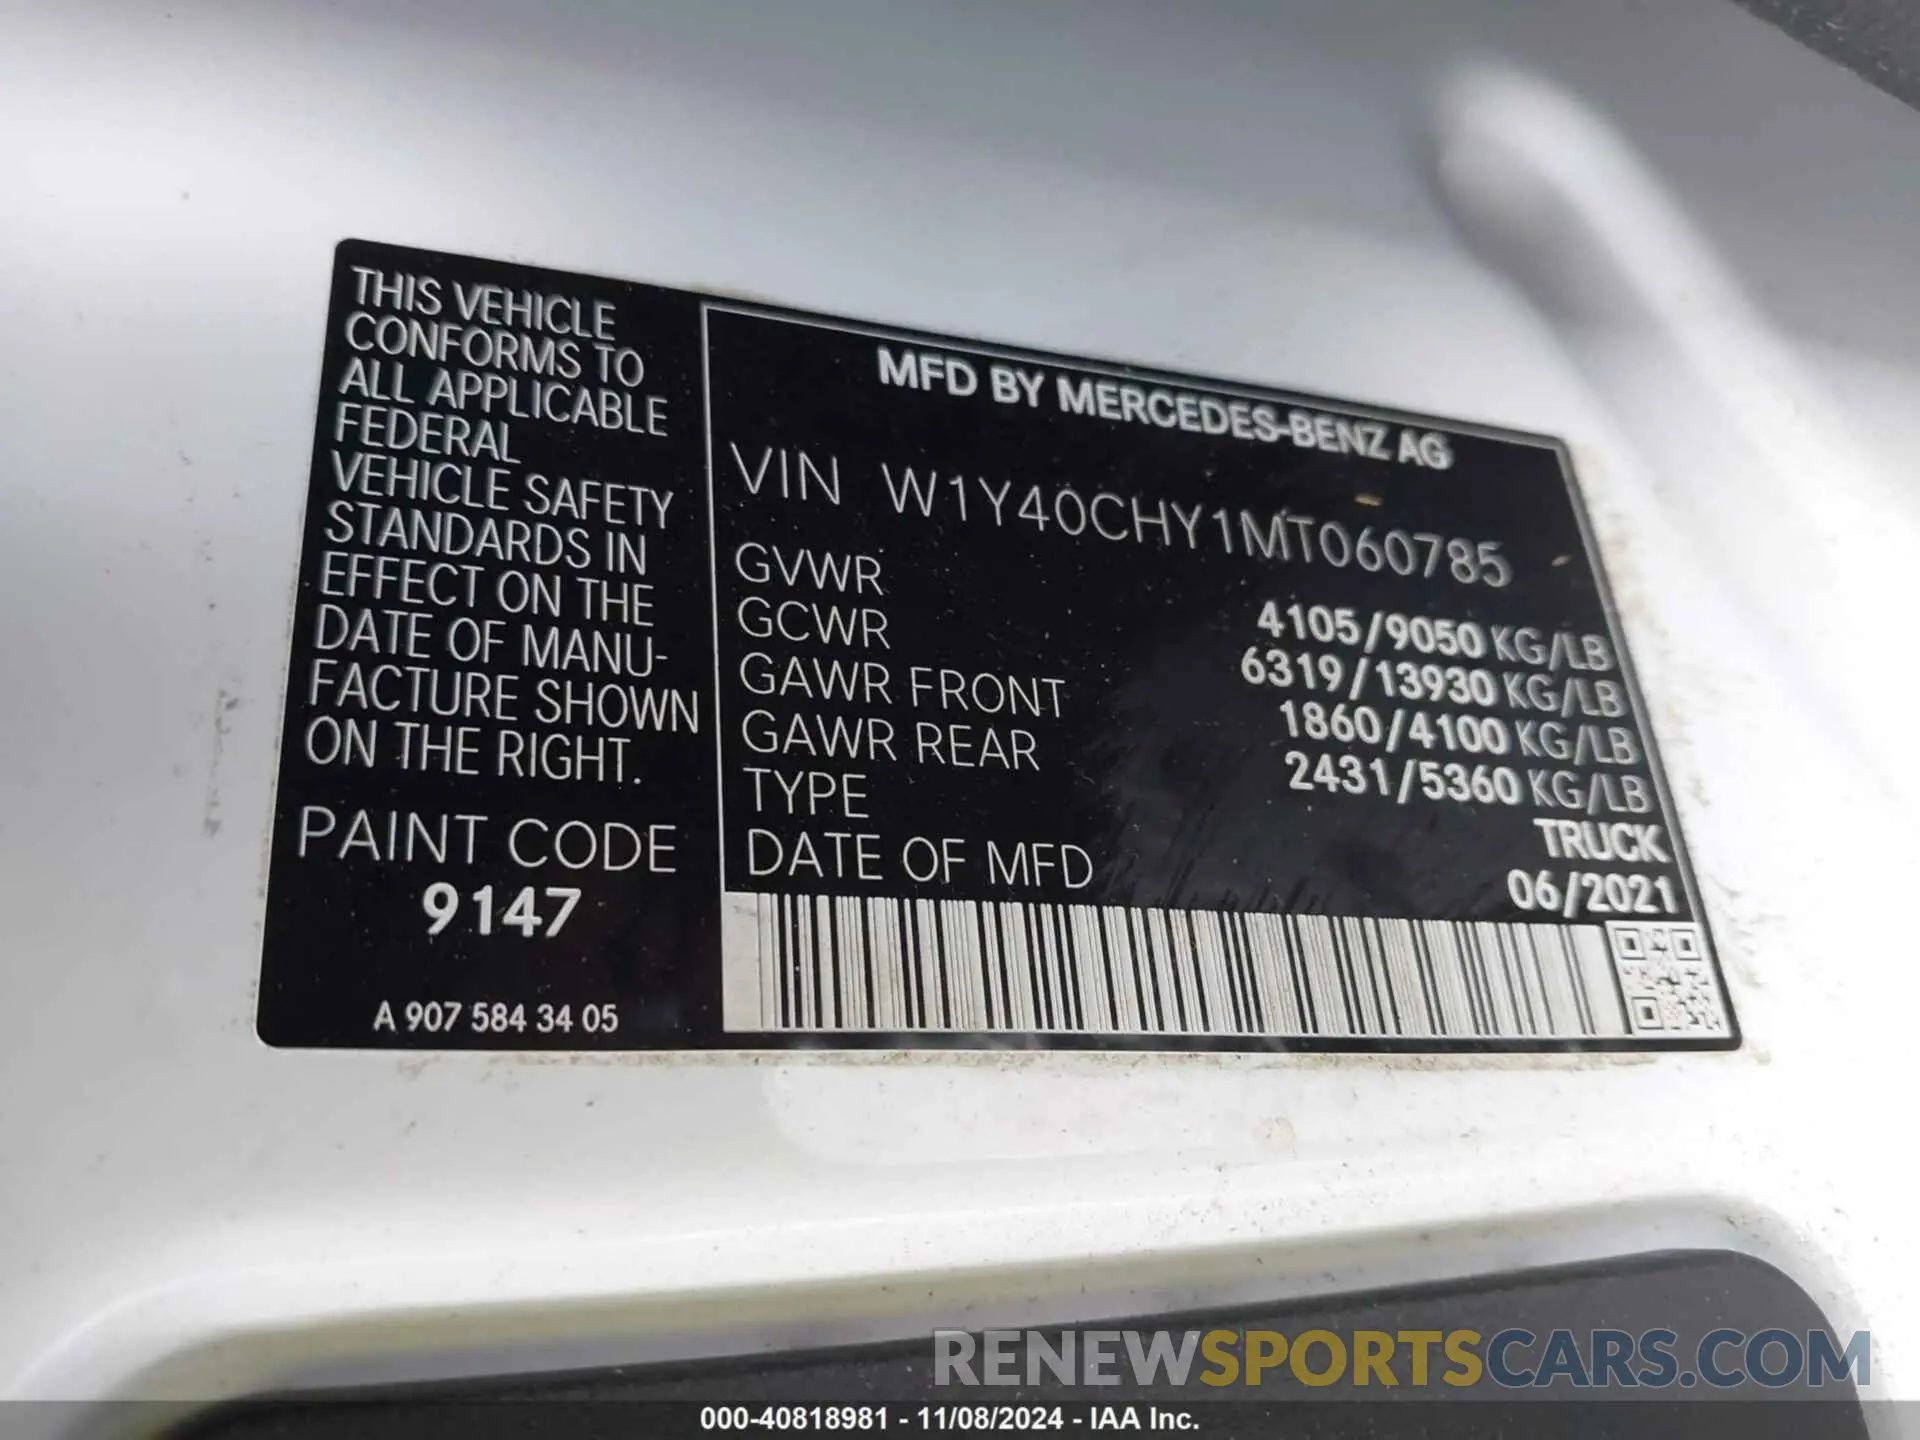 THIS VEHICLE
CONFORMS TO
ALL APPLICABLE
FEDERAL
VEHICLE SAFETY
STANDARDS IN
EFFECT ON THE
DATE OF MANU-
FACTURE SHOWN
ON THE RIGHT.
PAINT CODE
9147
A 907 584 34 05
MFD BY MERCEDES-BENZ AG
VIN W1Y40CHY1MT060785
GVWR 4105/9050 KG/LB
GCWR 6319/13930 KG/LB
GAWR FRONT 1860/4100 KG/LB
GAWR REAR 2431/5360 KG/LB
TYPE TRUCK
DATE OF MFD 06/2021
RENEWSPORTSCARS.COM
000-40818981 - 11/08/2024 - IAA Inc.